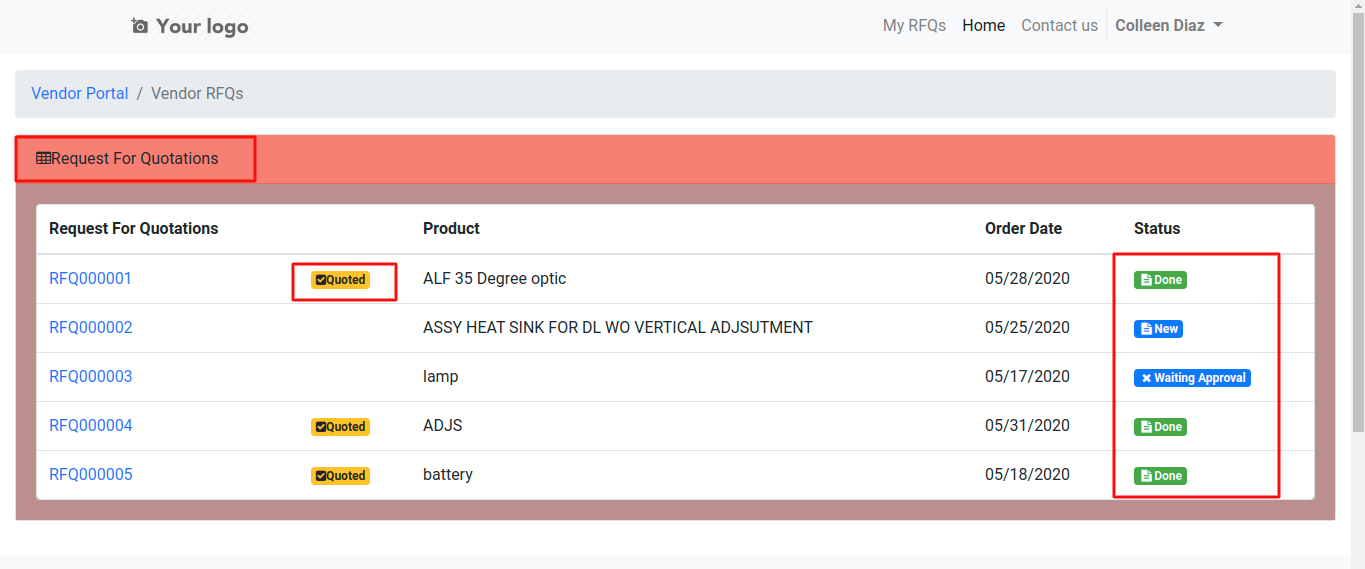 Your logo
My RFQs Home Contact us Colleen Diaz
Vendor Portal / Vendor RFQs
Request For Quotations
Request For Quotations Product Order Date Status
RFQ000001 Quoted ALF 35 Degree optic 05/28/2020 Done
RFQ000002 ASSY HEAT SINK FOR DL WO VERTICAL ADJSUTMENT 05/25/2020 New
RFQ000003 lamp 05/17/2020 Waiting Approval
RFQ000004 Quoted ADJS 05/31/2020 Done
RFQ000005 Quoted battery 05/18/2020 Done